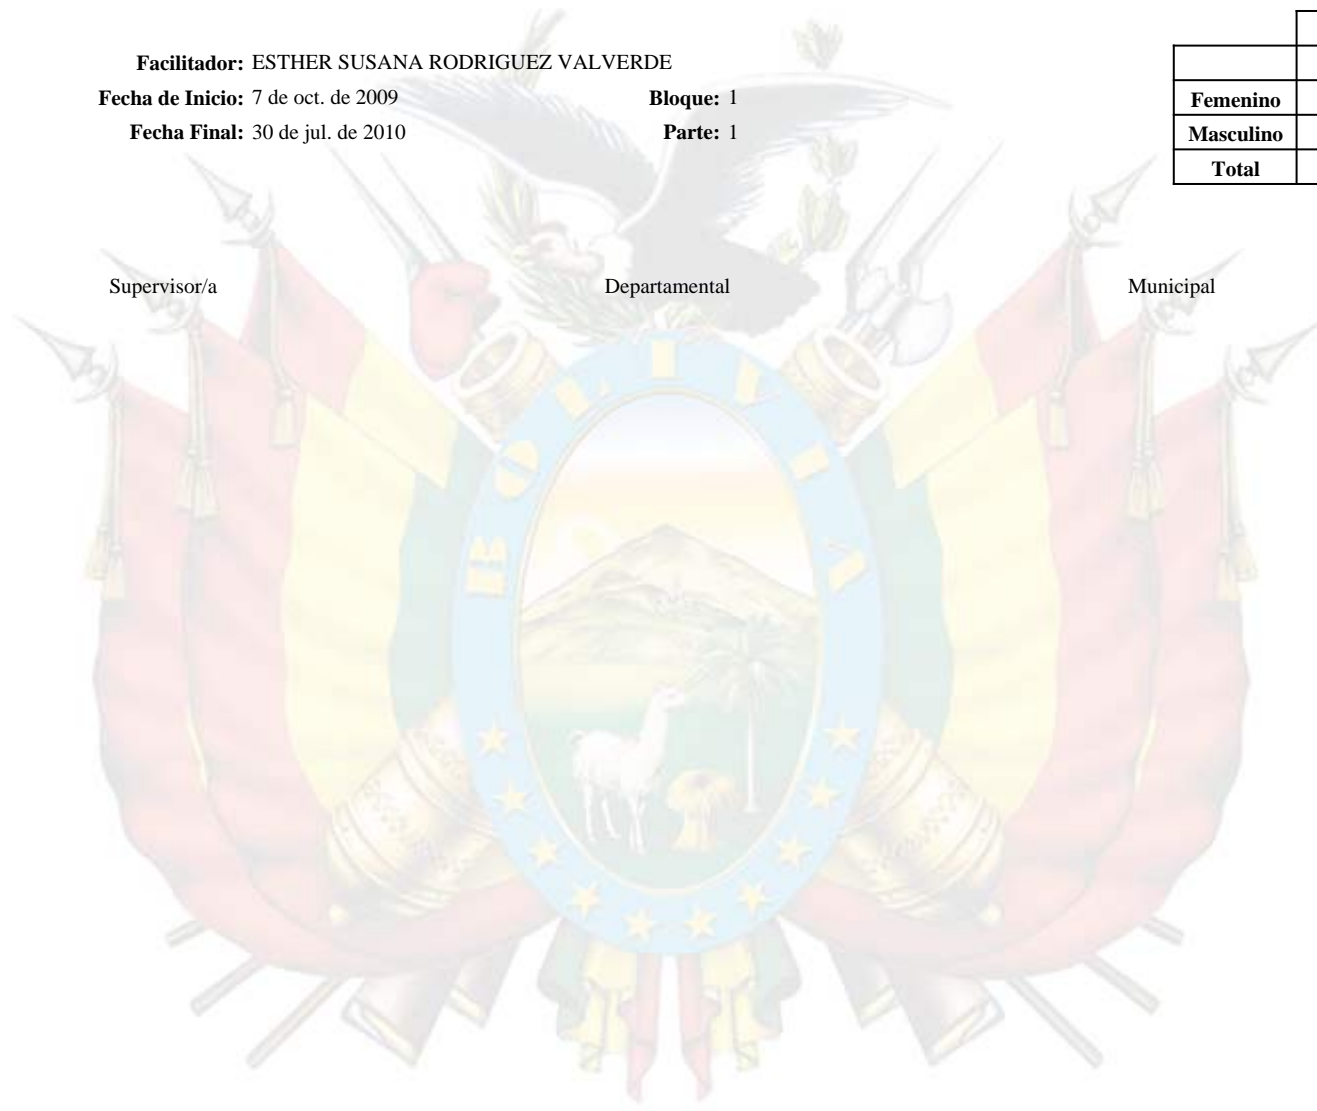 Facilitador: ESTHER SUSANA RODRIGUEZ VALVERDE
Fecha de Inicio: 7 de oct. de 2009 Bloque: 1
Fecha Final: 30 de jul. de 2010 Parte: 1
Femenino
Masculino
Total
Supervisor/a Departamental Municipal
BOLIVIA